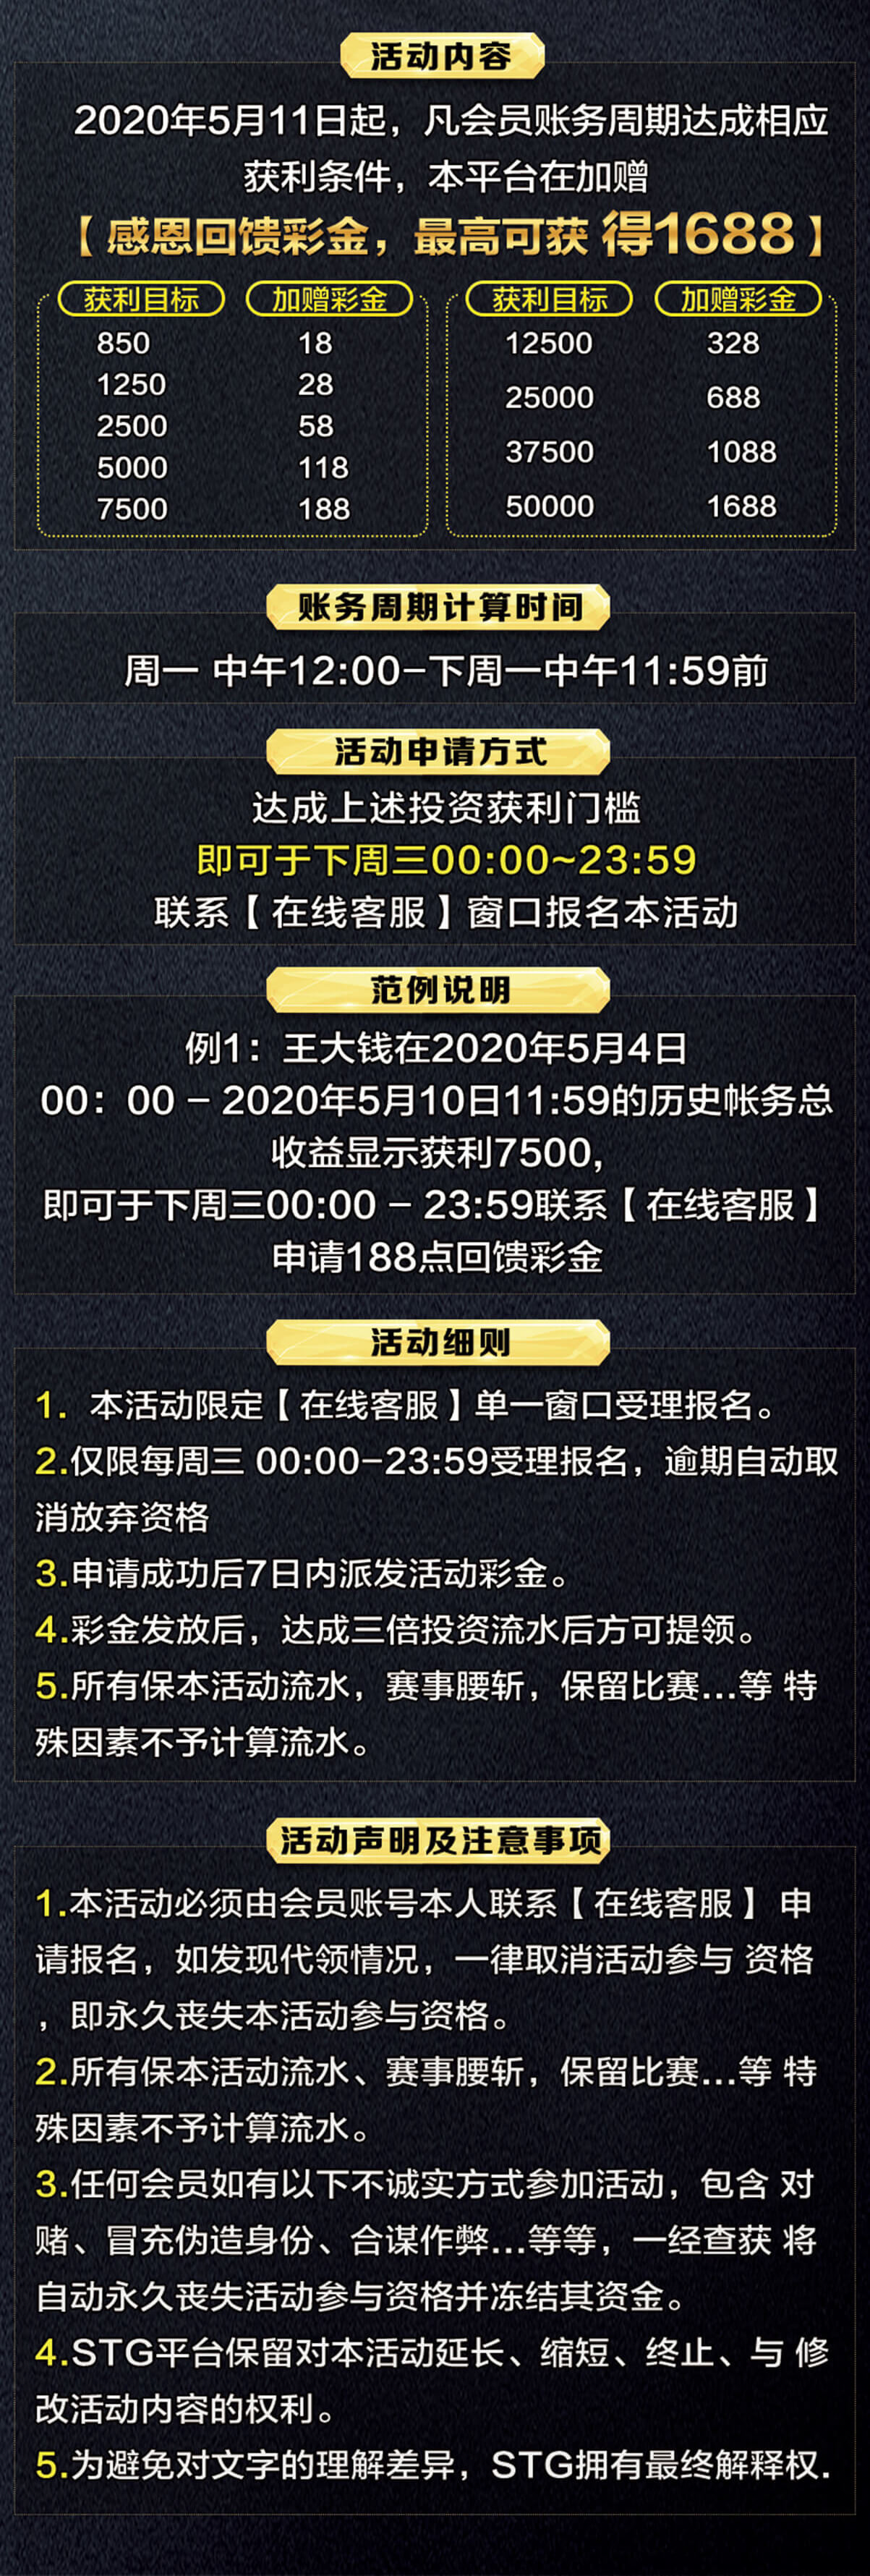 活动内容
2020年5月11日起，凡会员账务周期达成相应
获利条件，本平台在加赠
【感恩回馈彩金，最高可获 得1688】
获利目标 加赠彩金 获利目标 加赠彩金
850 18
1250 28
2500 58
5000 118
7500 188
12500 328
25000 688
37500 1088
50000 1688
账务周期计算时间
周一 中午12:00-下周一中午11:59前
活动申请方式
达成上述投资获利门槛
即可于下周三00:00~23:59
联系【在线客服】窗口报名本活动
范例说明
例1：王大钱在2020年5月4日
00：00 - 2020年5月10日11:59的历史帐务总
收益显示获利7500,
即可于下周三00:00 - 23:59联系【在线客服】
申请188点回馈彩金
活动细则
1. 本活动限定【在线客服】单一窗口受理报名。
2.仅限每周三 00:00-23:59受理报名，逾期自动取
消放弃资格
3.申请成功后7日内派发活动彩金。
4.彩金发放后，达成三倍投资流水后方可提领。
5.所有保本活动流水，赛事腰斩，保留比赛...等 特
殊因素不予计算流水。
活动声明及注意事项
1.本活动必须由会员账号本人联系【在线客服】 申
请报名，如发现代领情况，一律取消活动参与 资格
，即永久丧失本活动参与资格。
2.所有保本活动流水、赛事腰斩，保留比赛...等 特
殊因素不予计算流水。
3.任何会员如有以下不诚实方式参加活动，包含 对
赌、冒充伪造身份、合谋作弊...等等，一经查获 将
自动永久丧失活动参与资格并冻结其资金。
4.STG平台保留对本活动延长、缩短、终止、与 修
改活动内容的权利。
5.为避免对文字的理解差异，STG拥有最终解释权.